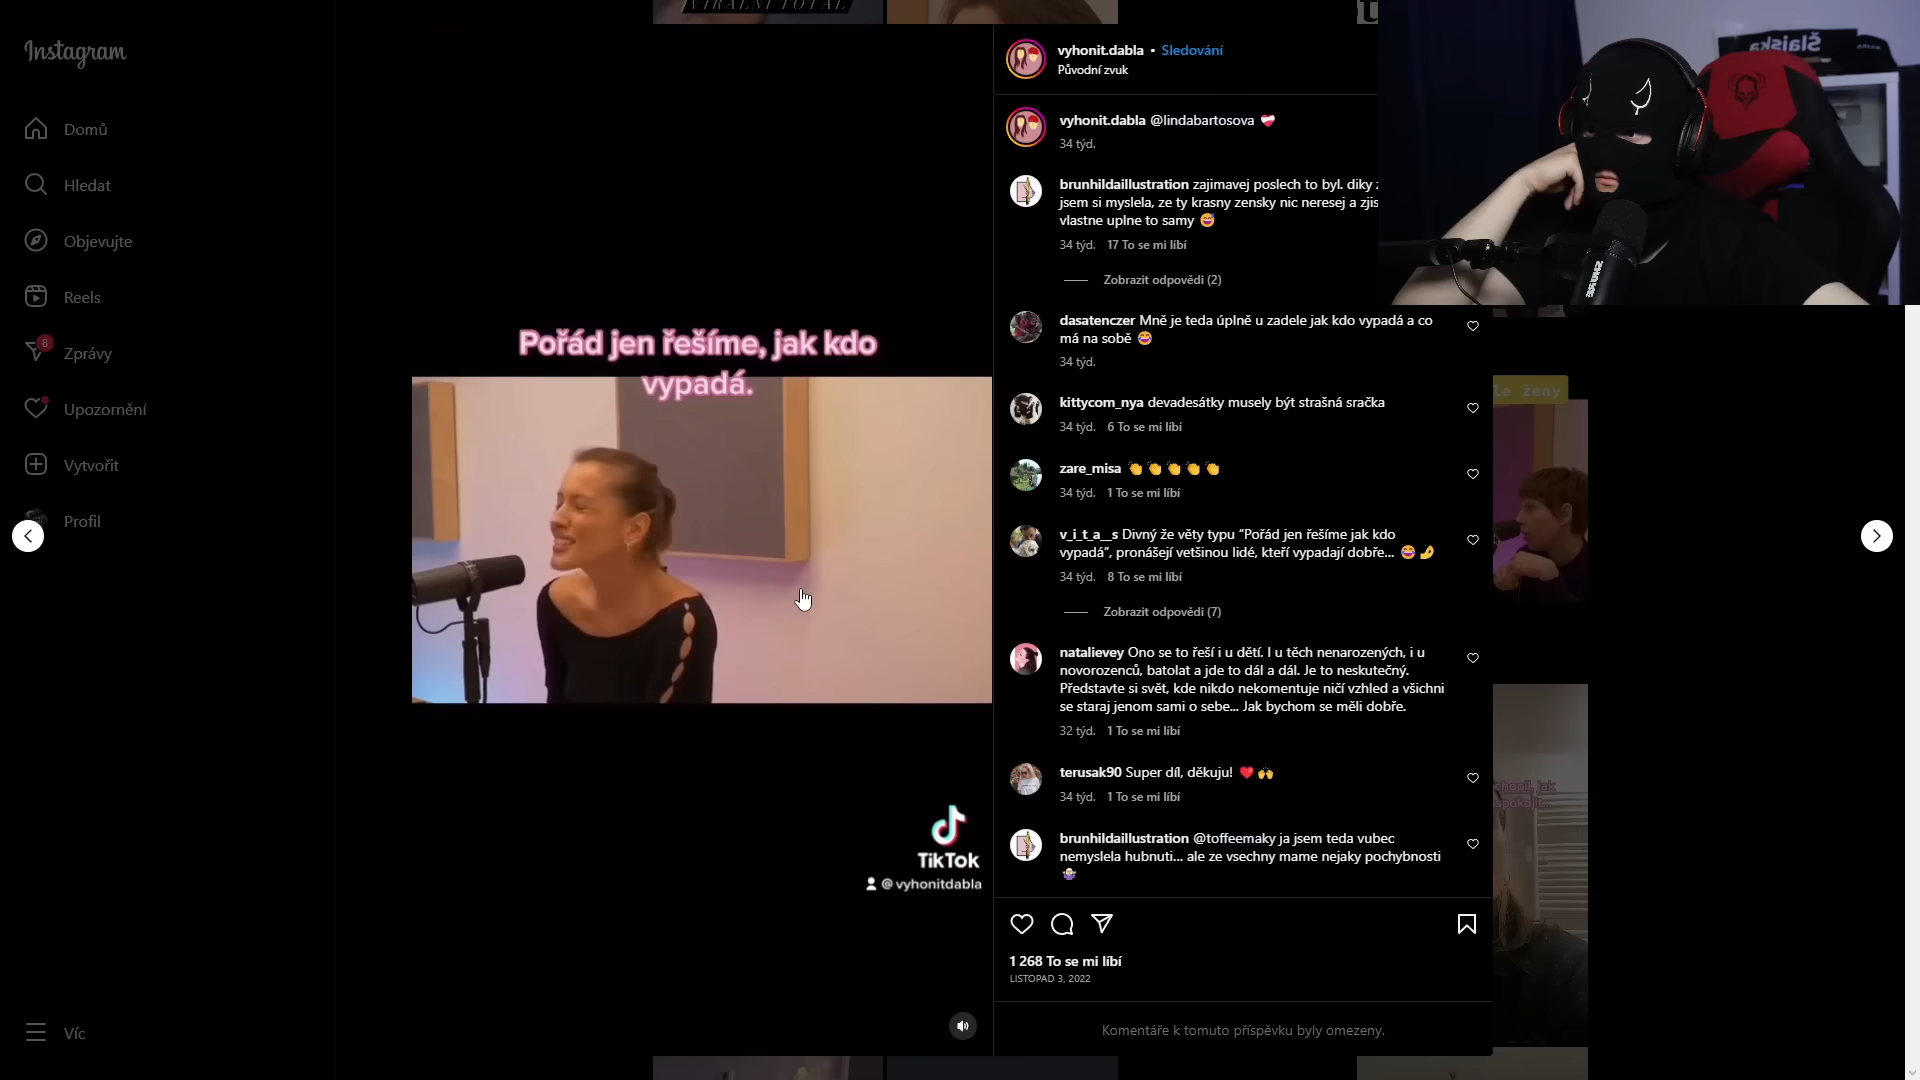 Instagram
Domů
Hledat
Objevujte
Reels
8
Zprávy
Upozornění
Vytvořit
Profil
Víc
VIRÁLNÍ TOTAL
Pořád jen řešíme, jak kdo
vypadá.
TikTok
@vyhonitdabla
vyhonit.dabla • Sledování
Původní zvuk
vyhonit.dabla @lindabartosova
34 týd.
brunhildaillustration zajimavej poslech to byl. diky
jsem si myslela, ze ty krasny zensky nic neresej a zjis
vlastne uplne to samy
34 týd. 17 To se mi líbí
Zobrazit odpovědi (2)
dasatenczer Mně je teda úplně u zadele jak kdo vypadá a co
má na sobě
34 týd.
kittycom_nya devadesátky musely být strašná sračka
34 týd. 6 To se mi líbí
zare_misa 👏👏👏👏👏
34 týd. 1 To se mi líbí
v_i_t_a__s Divný že věty typu “Pořád jen řešíme jak kdo
vypadá”, pronášejí vetšinou lidé, kteří vypadají dobře... 😂🤌
34 týd. 8 To se mi líbí
Zobrazit odpovědi (7)
natalievey Ono se to řeší i u dětí. I u těch nenarozených, i u
novorozenců, batolat a jde to dál a dál. Je to neskutečný.
Představte si svět, kde nikdo nekomentuje ničí vzhled a všichni
se staraj jenom sami o sebe... Jak bychom se měli dobře.
32 týd. 1 To se mi líbí
terusak90 Super díl, děkuju! ❤️🙌
34 týd. 1 To se mi líbí
brunhildaillustration @toffeemaky ja jsem teda vubec
nemyslela hubnuti... ale ze vsechny mame nejaky pochybnosti
1 268 To se mi líbí
LISTOPAD 3, 2022
Komentáře k tomuto příspěvku byly omezeny.
le ženy